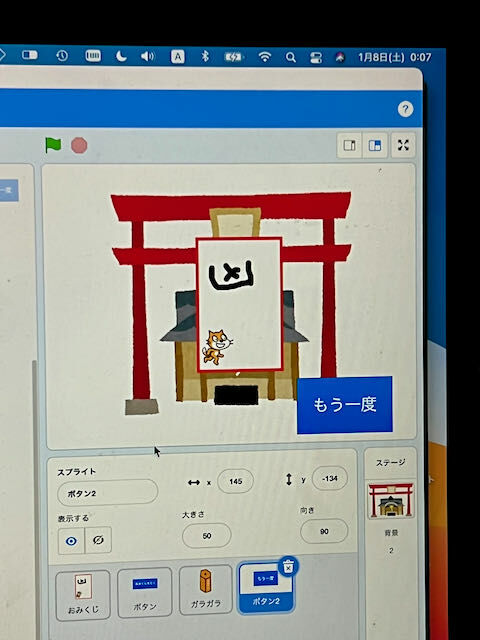 A
1月8日(土) 0:07
?
凶
もう一度
スプライト
ボタン2
x 145
y -134
表示する
大きさ
50
向き
90
ステージ
背景
2
おみくじ
ボタン
ガラガラ
もう一度
ボタン2